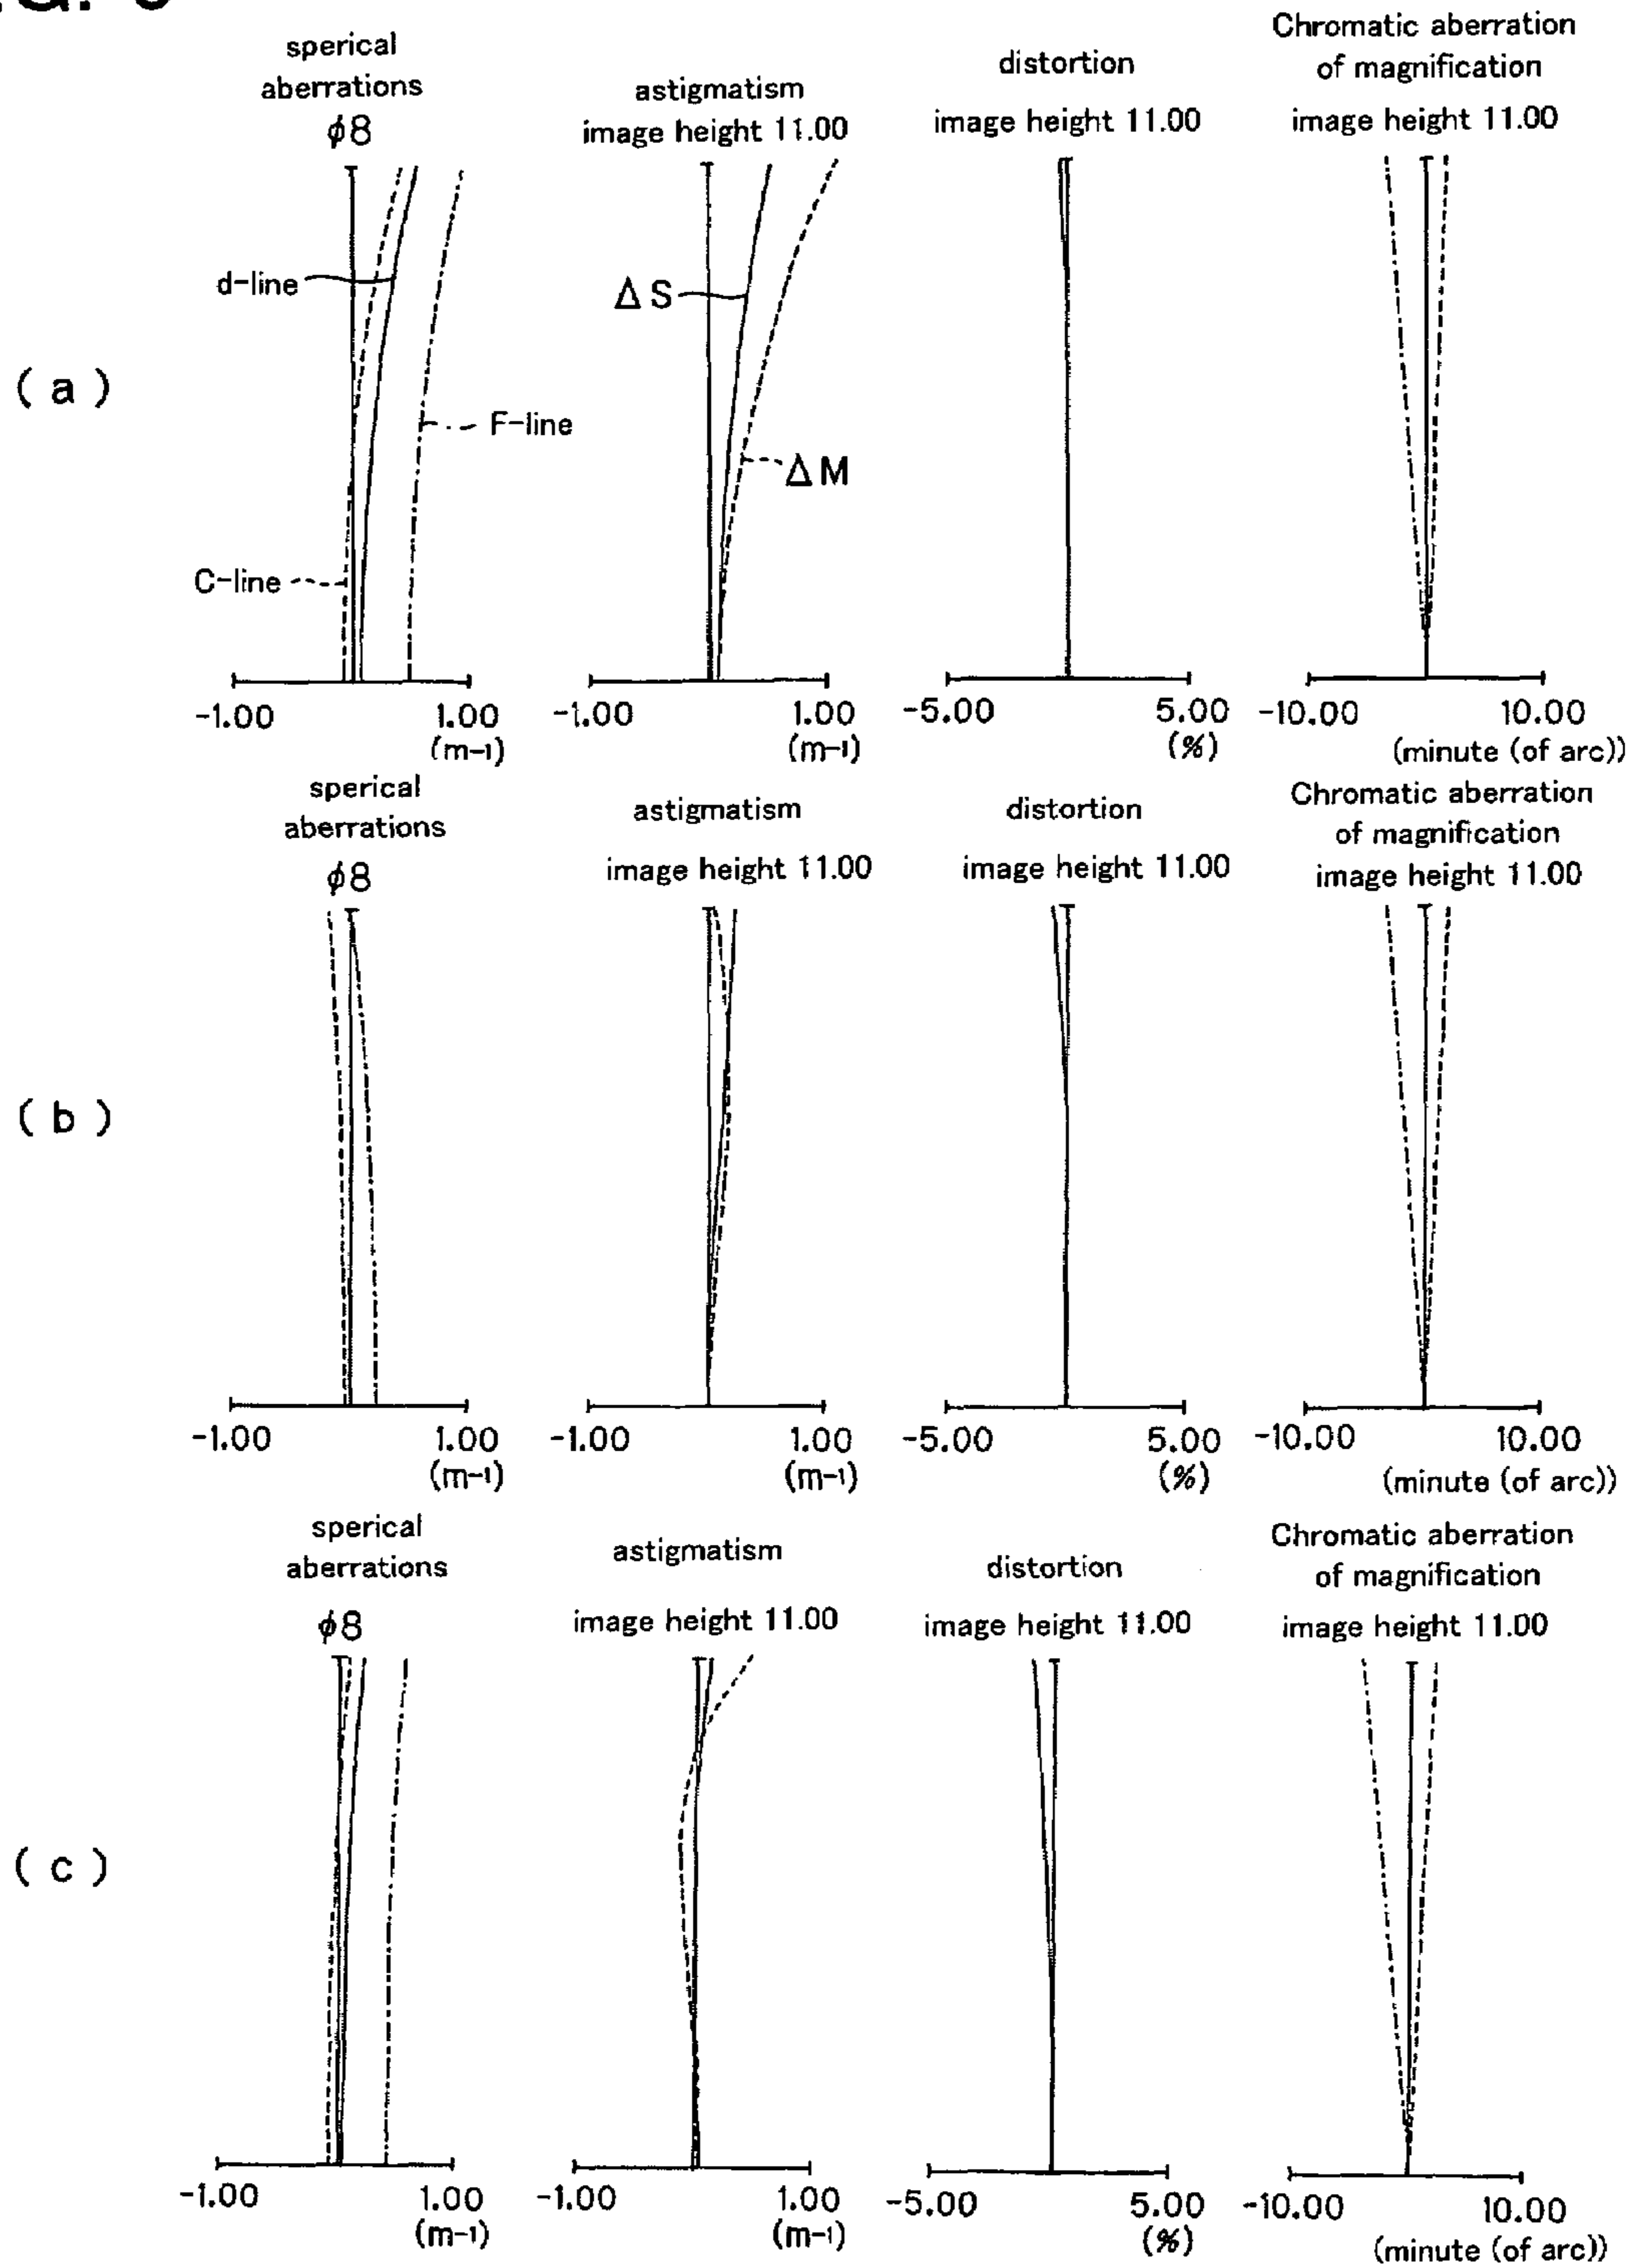 sperical
aberrations
ϕ8
astigmatism
image height 11.00
distortion
image height 11.00
Chromatic aberration
of magnification
image height 11.00
d-line
ΔS
(a)
F-line
ΔM
C-line
-1.00 1.00
(m-1)
-1.00 1.00
(m-1)
-5.00 5.00
(%)
-10.00 10.00
(minute (of arc))
sperical
aberrations
ϕ8
astigmatism
image height 11.00
distortion
image height 11.00
Chromatic aberration
of magnification
image height 11.00
(b)
-1.00 1.00
(m-1)
-1.00 1.00
(m-1)
-5.00 5.00
(%)
-10.00 10.00
(minute (of arc))
sperical
aberrations
ϕ8
astigmatism
image height 11.00
distortion
image height 11.00
Chromatic aberration
of magnification
image height 11.00
(c)
-1.00 1.00
(m-1)
-1.00 1.00
(m-1)
-5.00 5.00
(%)
-10.00 10.00
(minute (of arc))